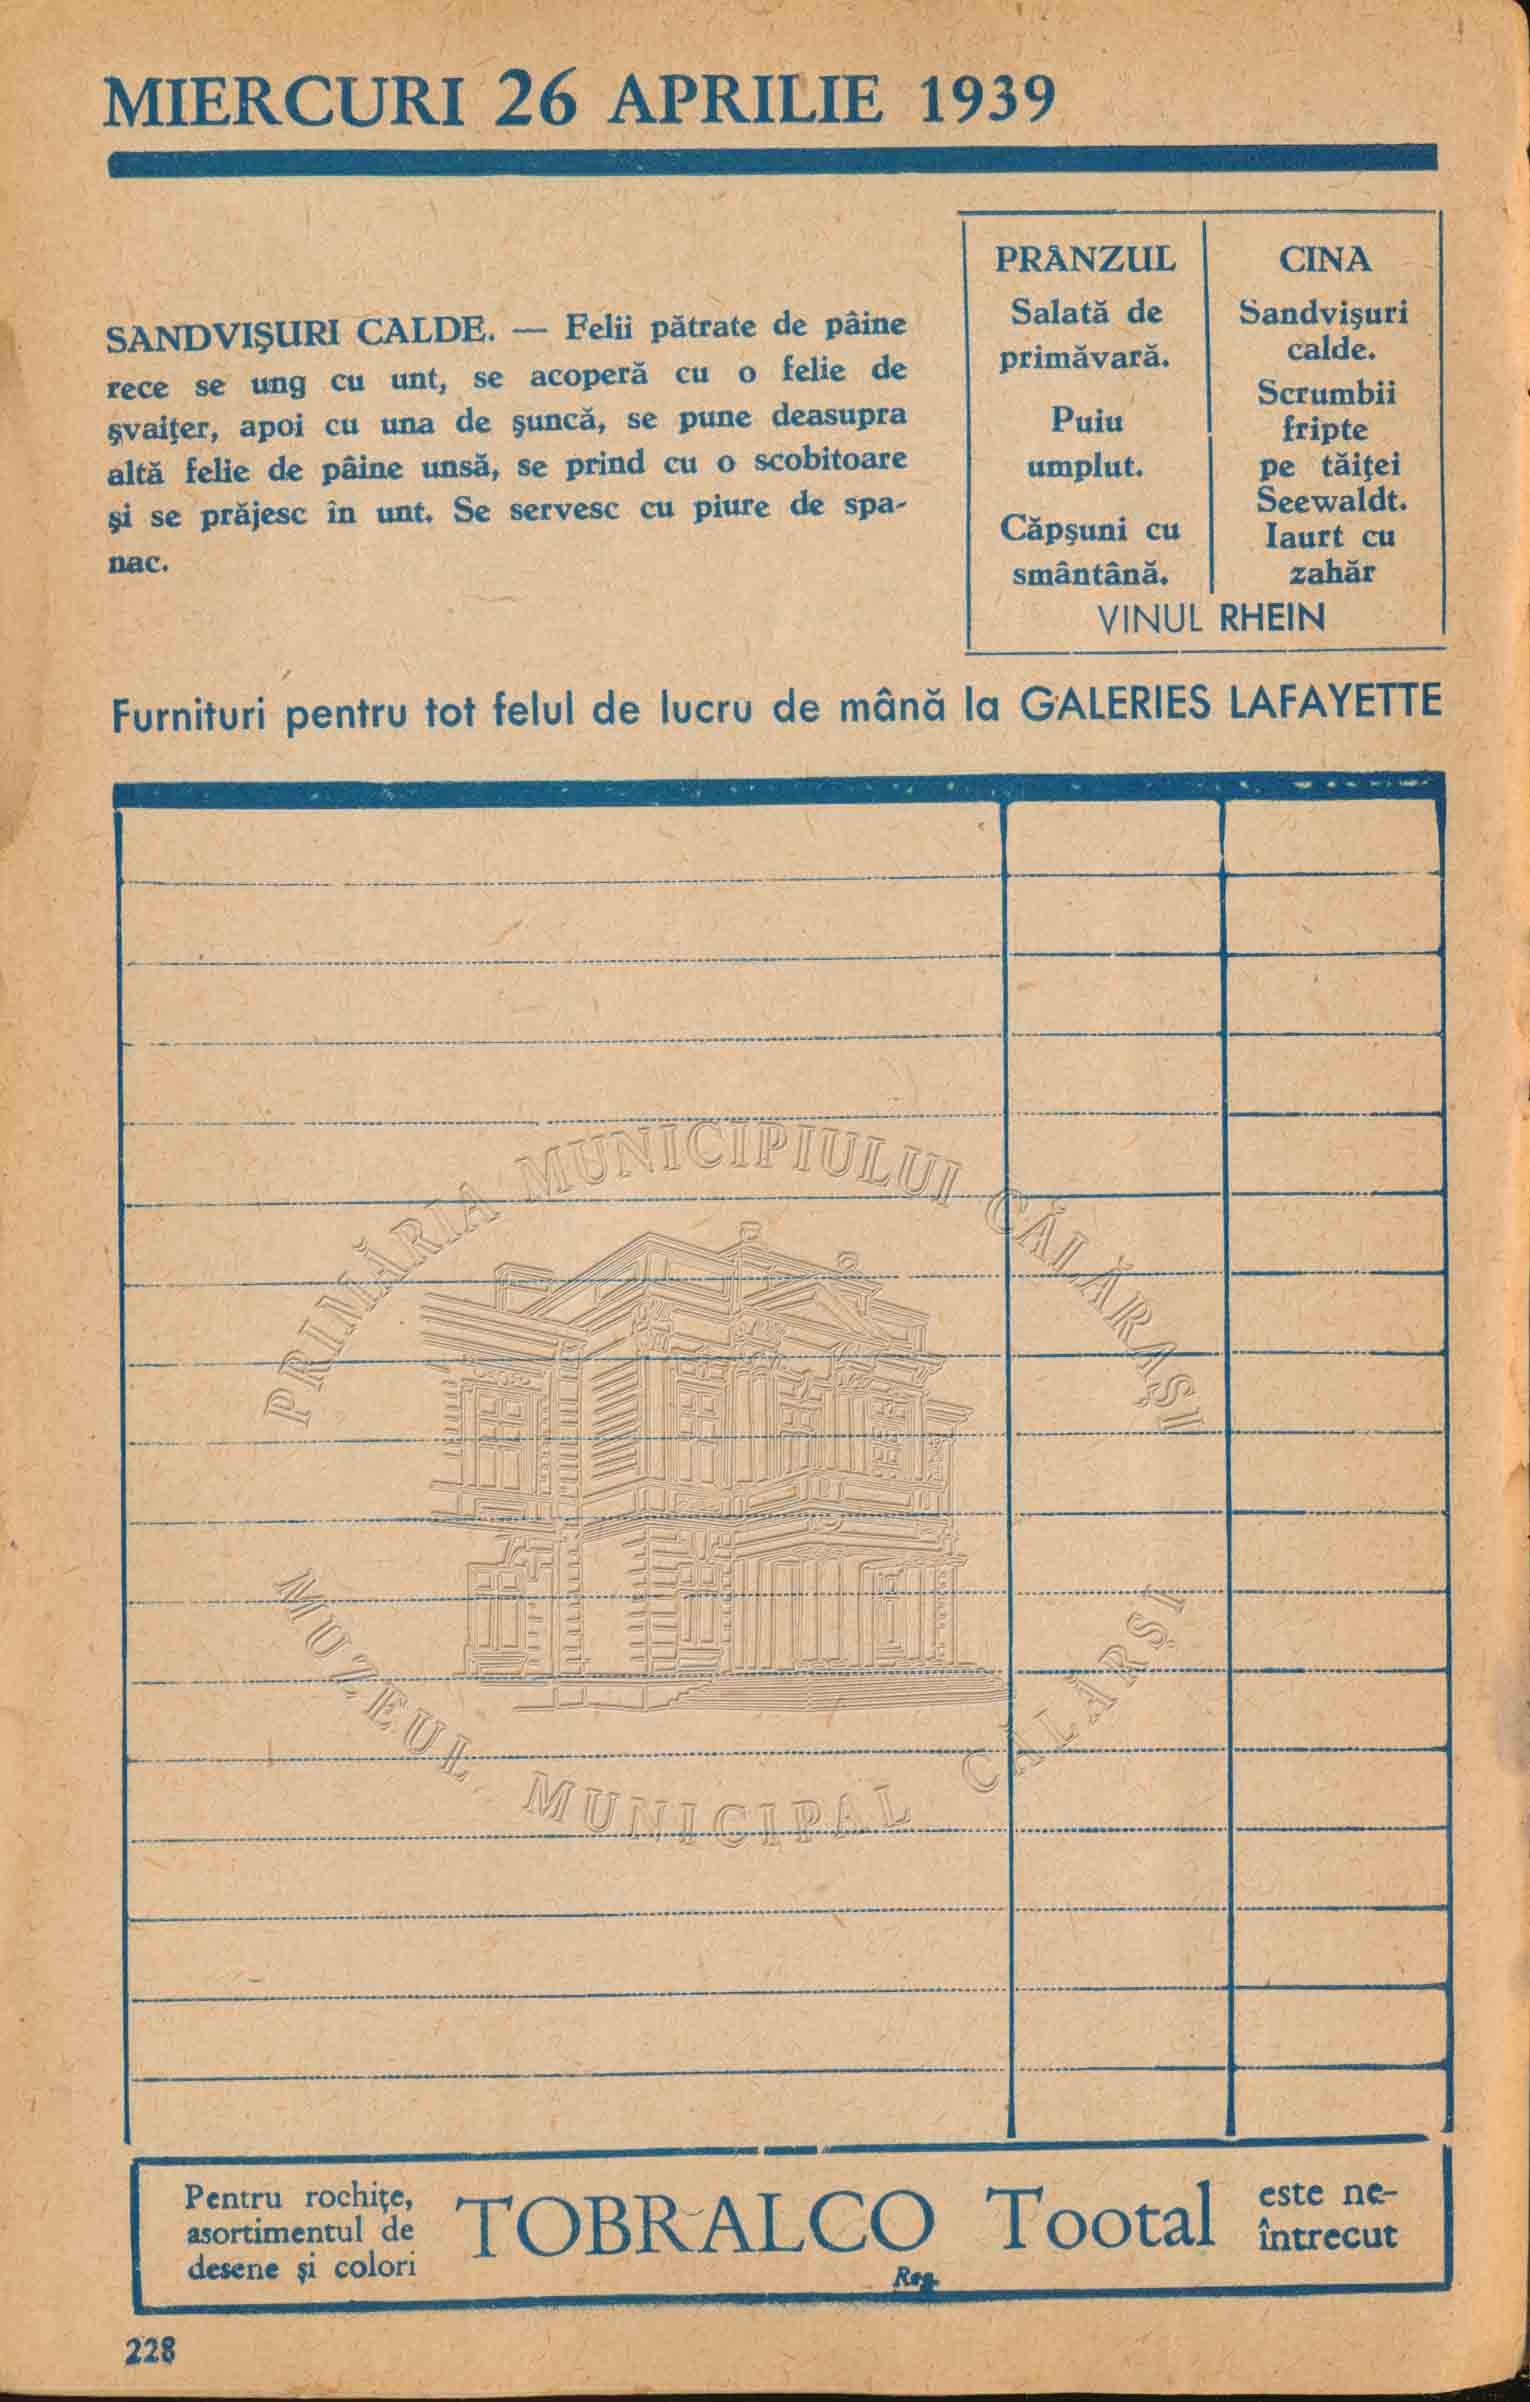 MIERCURI 26 APRILIE 1939
SANDVIŞURI CALDE. — Felii pătrate de pâine
rece se ung cu unt, se acoperă cu o felie de
şvaiţer, apoi cu una de şuncă, se pune deasupra
altă felie de pâine unsă, se prind cu o scobitoare
şi se prăjesc în unt. Se servesc cu piure de spa-
nac.
PRÂNZUL
Salată de
primăvară.
Puiu
umplut.
Căpşuni cu
smântână.
CINA
Sandvişuri
calde.
Scrumbii
fripte
pe tăiţei
Seewaldt.
Iaurt cu
zahăr
VINUL RHEIN
Furnituri pentru tot felul de lucru de mână la GALERIES LAFAYETTE
PRIMĂRIA MUNICIPIULUI CĂLĂRAŞI
MUZEUL MUNICIPAL CĂLĂRŞI
Pentru rochiţe,
asortimentul de
desene şi colori
TOBRALCO Tootal
Reg.
este ne-
întrecut
228